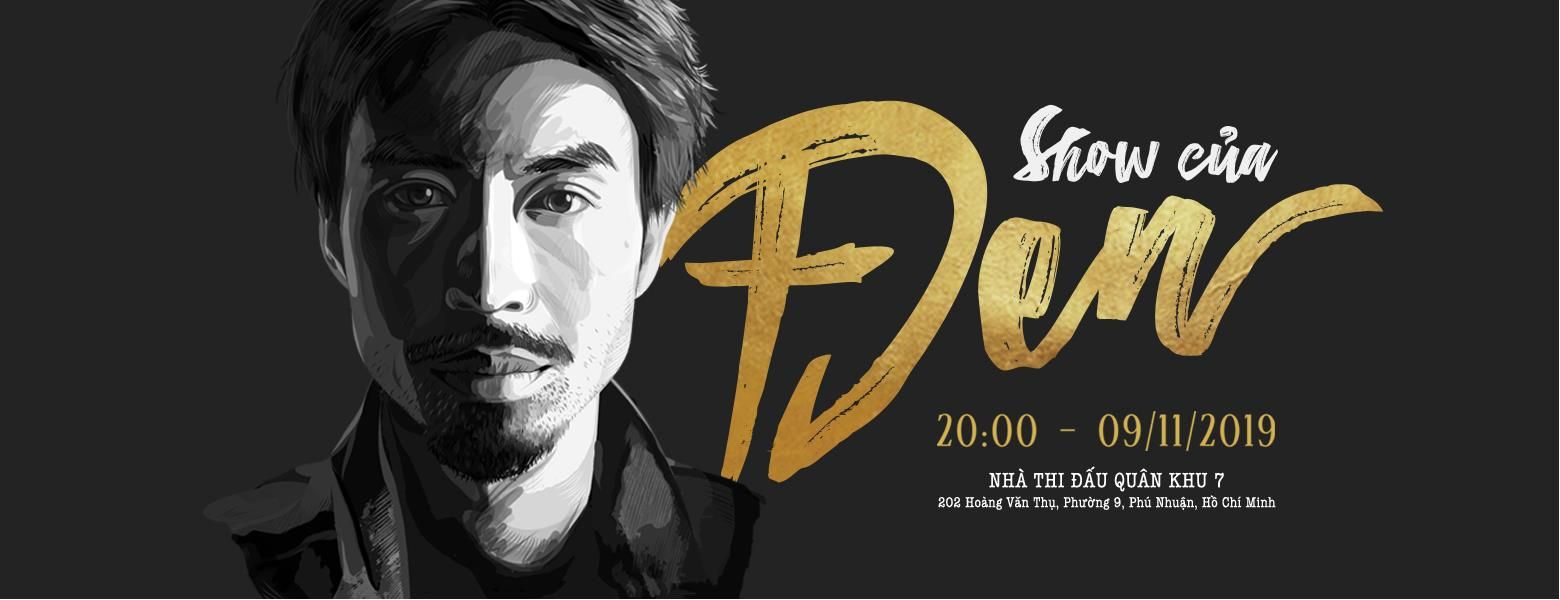 Show của
Đen
20:00 - 09/11/2019
NHÀ THI ĐẤU QUÂN KHU 7
202 Hoàng Văn Thụ, Phường 9, Phú Nhuận, Hồ Chí Minh